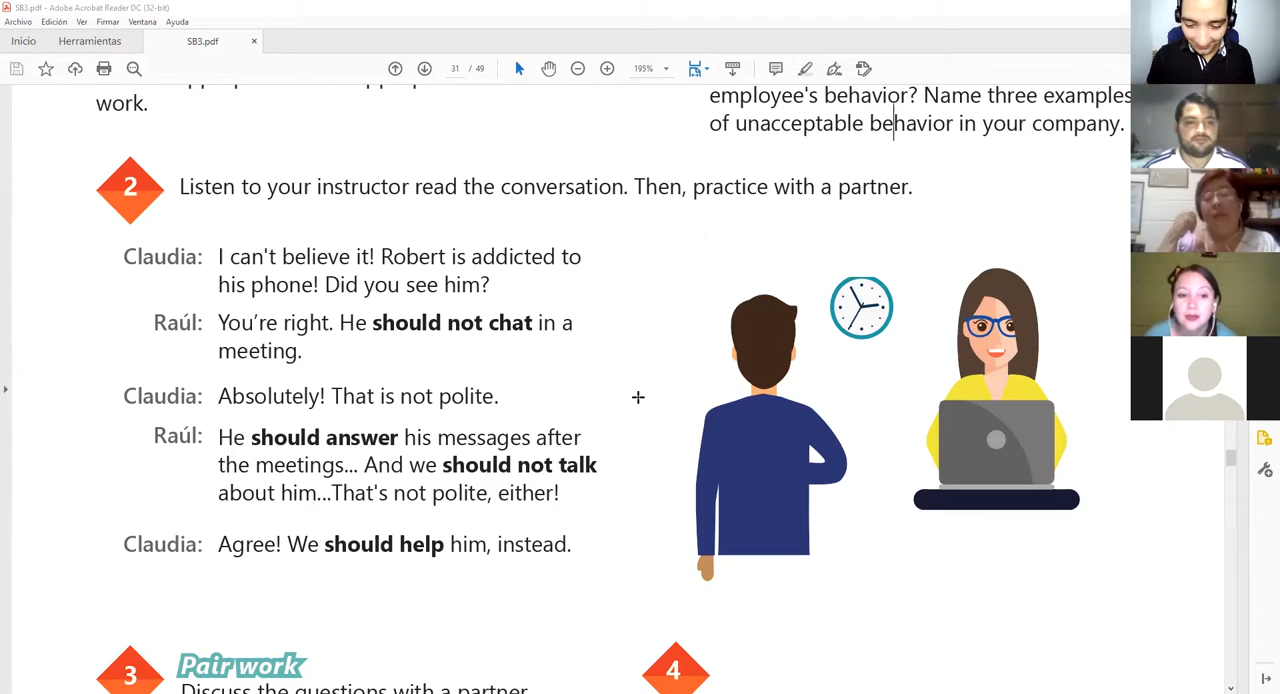 SB3.pdf - Adobe Acrobat Reader DC (32-bit)
Archivo Edición Ver Firmar Ventana Ayuda
Inicio Herramientas SB3.pdf ×
31 / 49 195%
work.
employee's behavior? Name three examples
of unacceptable behavior in your company.
2 Listen to your instructor read the conversation. Then, practice with a partner.
Claudia: I can't believe it! Robert is addicted to
his phone! Did you see him?
Raúl: You’re right. He should not chat in a
meeting.
Claudia: Absolutely! That is not polite.
Raúl: He should answer his messages after
the meetings... And we should not talk
about him...That's not polite, either!
Claudia: Agree! We should help him, instead.
3 Pair work
4
Discuss the questions with a partner